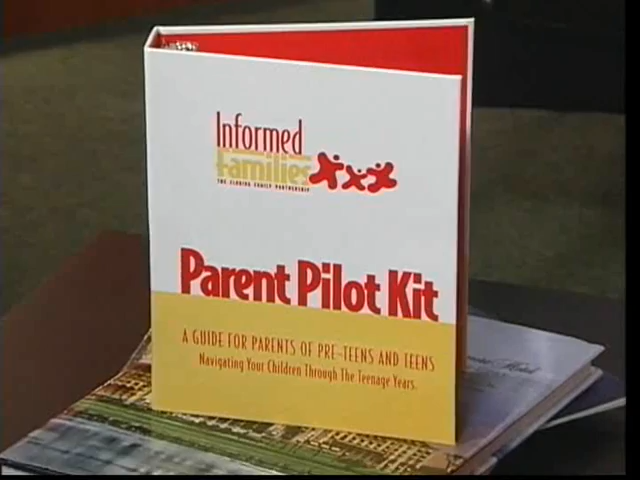 Informed
Families
THE FLORIDA FAMILY PARTNERSHIP
Parent Pilot Kit
A GUIDE FOR PARENTS OF PRE-TEENS AND TEENS
Navigating Your Children Through The Teenage Years.